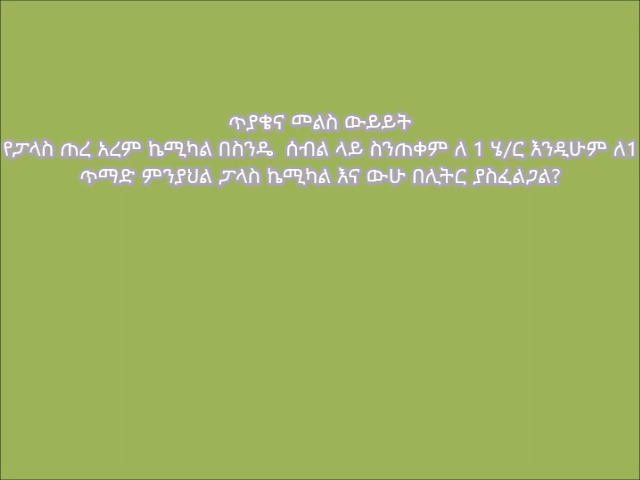 ጥያቄና መልስ ውይይት
የፓላስ ጠረ አረም ኬሚካል በስንዴ ሰብል ላይ ስንጠቀም ለ 1 ሄ/ር እንዲሁም ለ1
ጥማድ ምንያህል ፓላስ ኬሚካል እና ውሁ በሊትር ያስፈልጋል?